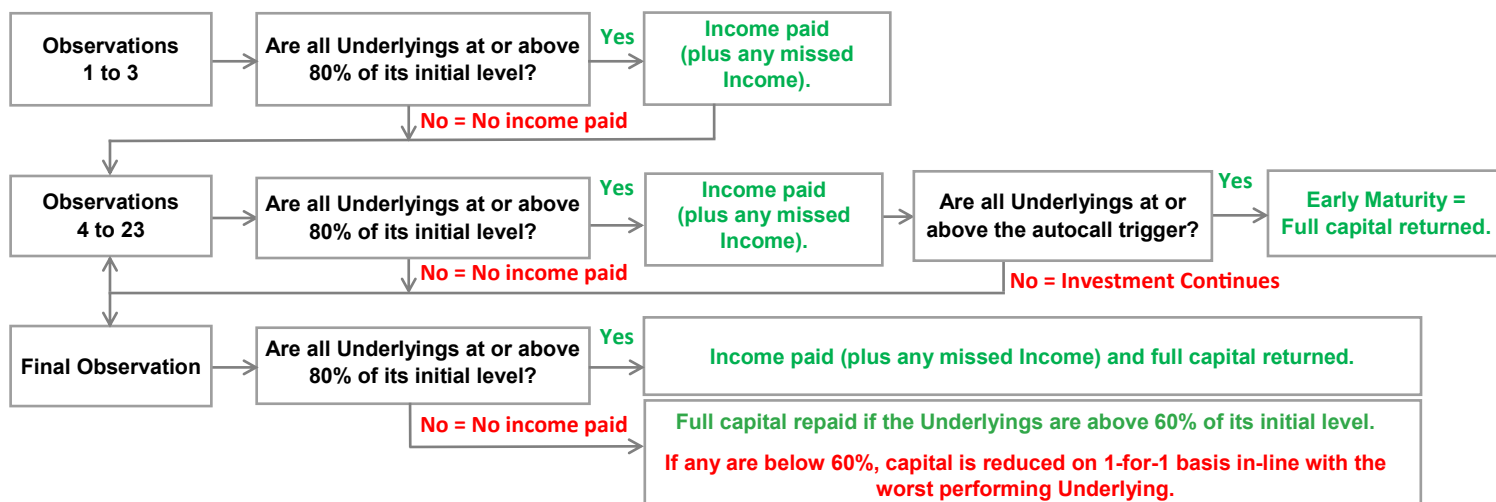 Observations
1 to 3
Are all Underlyings at or above
80% of its initial level?
Yes
Income paid
(plus any missed
Income).
No = No income paid
Observations
4 to 23
Are all Underlyings at or above
80% of its initial level?
Yes
Income paid
(plus any missed
Income).
Are all Underlyings at or
above the autocall trigger?
Yes
Early Maturity =
Full capital returned.
No = No income paid
No = Investment Continues
Final Observation
Are all Underlyings at or above
80% of its initial level?
Yes
Income paid (plus any missed Income) and full capital returned.
No = No income paid
Full capital repaid if the Underlyings are above 60% of its initial level.
If any are below 60%, capital is reduced on 1-for-1 basis in-line with the
worst performing Underlying.